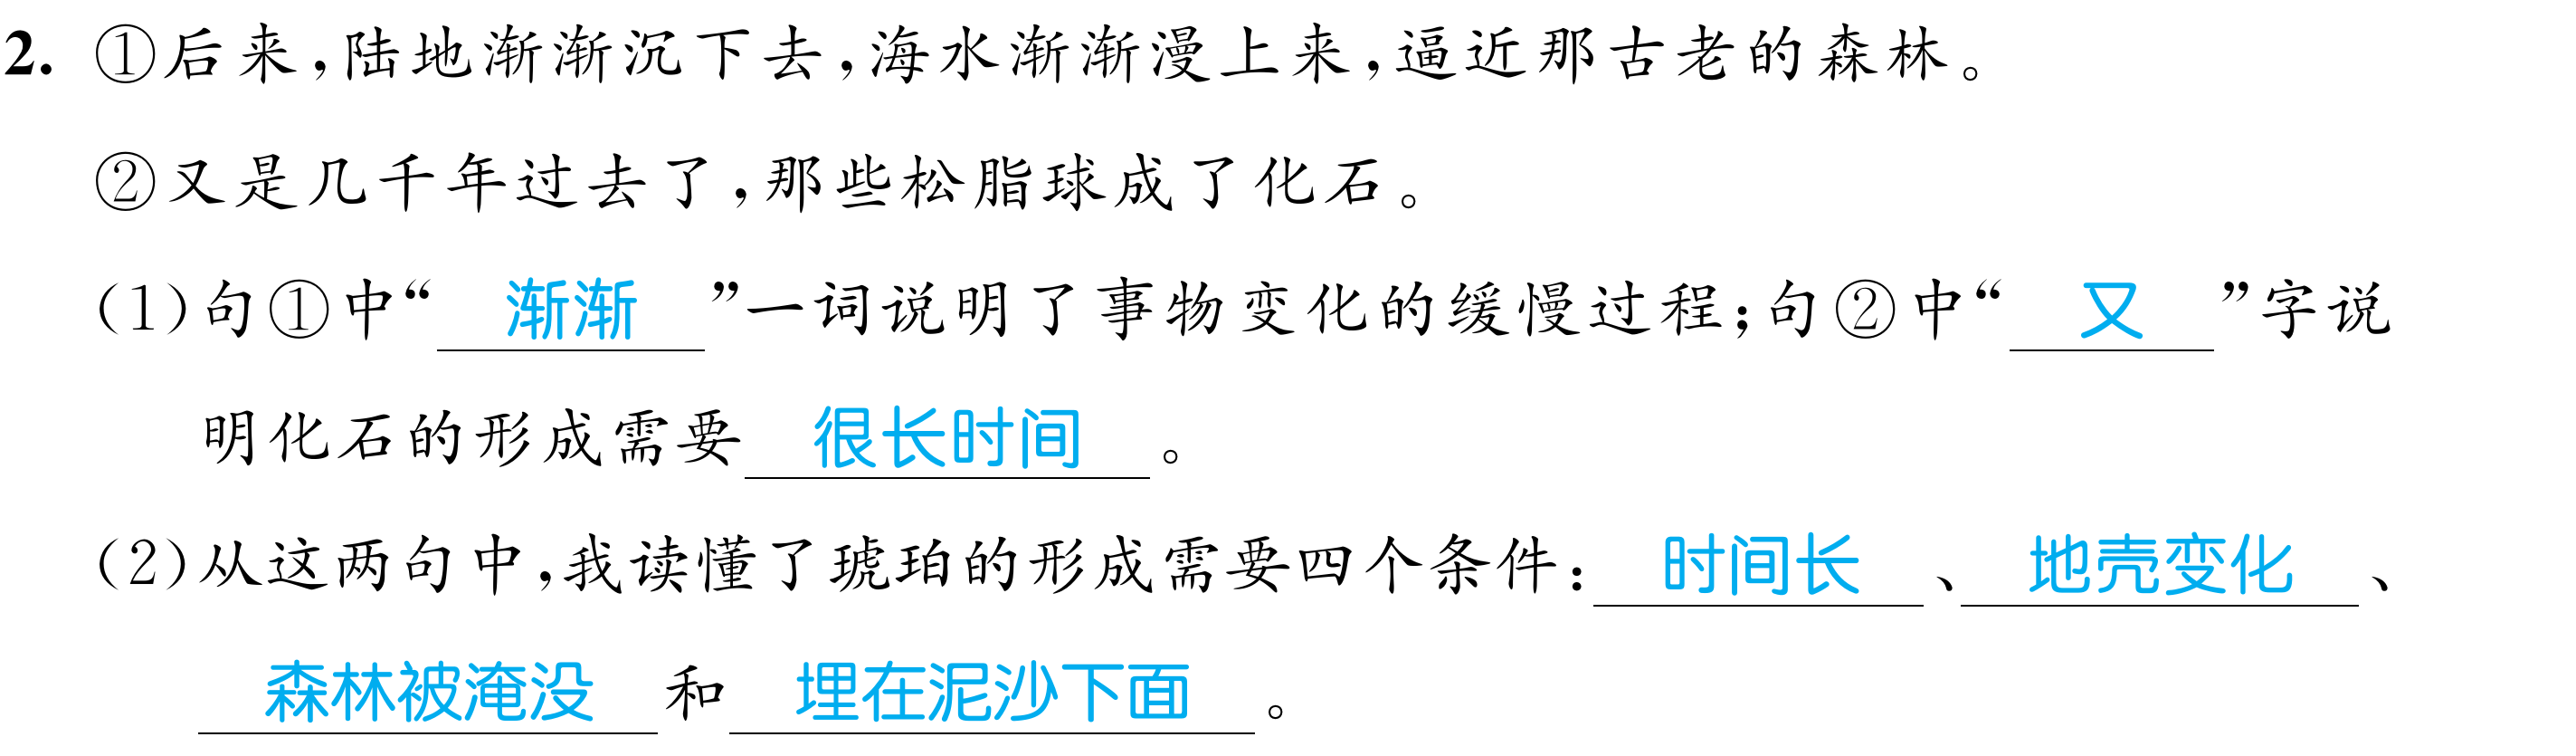 2. ①后来,陆地渐渐沉下去,海水渐渐漫上来,逼近那古老的森林。
②又是几千年过去了,那些松脂球成了化石。
(1)句①中“渐渐”一词说明了事物变化的缓慢过程;句②中“又”字说
明化石的形成需要很长时间。
(2)从这两句中,我读懂了琥珀的形成需要四个条件:时间长、地壳变化、
森林被淹没和埋在泥沙下面。